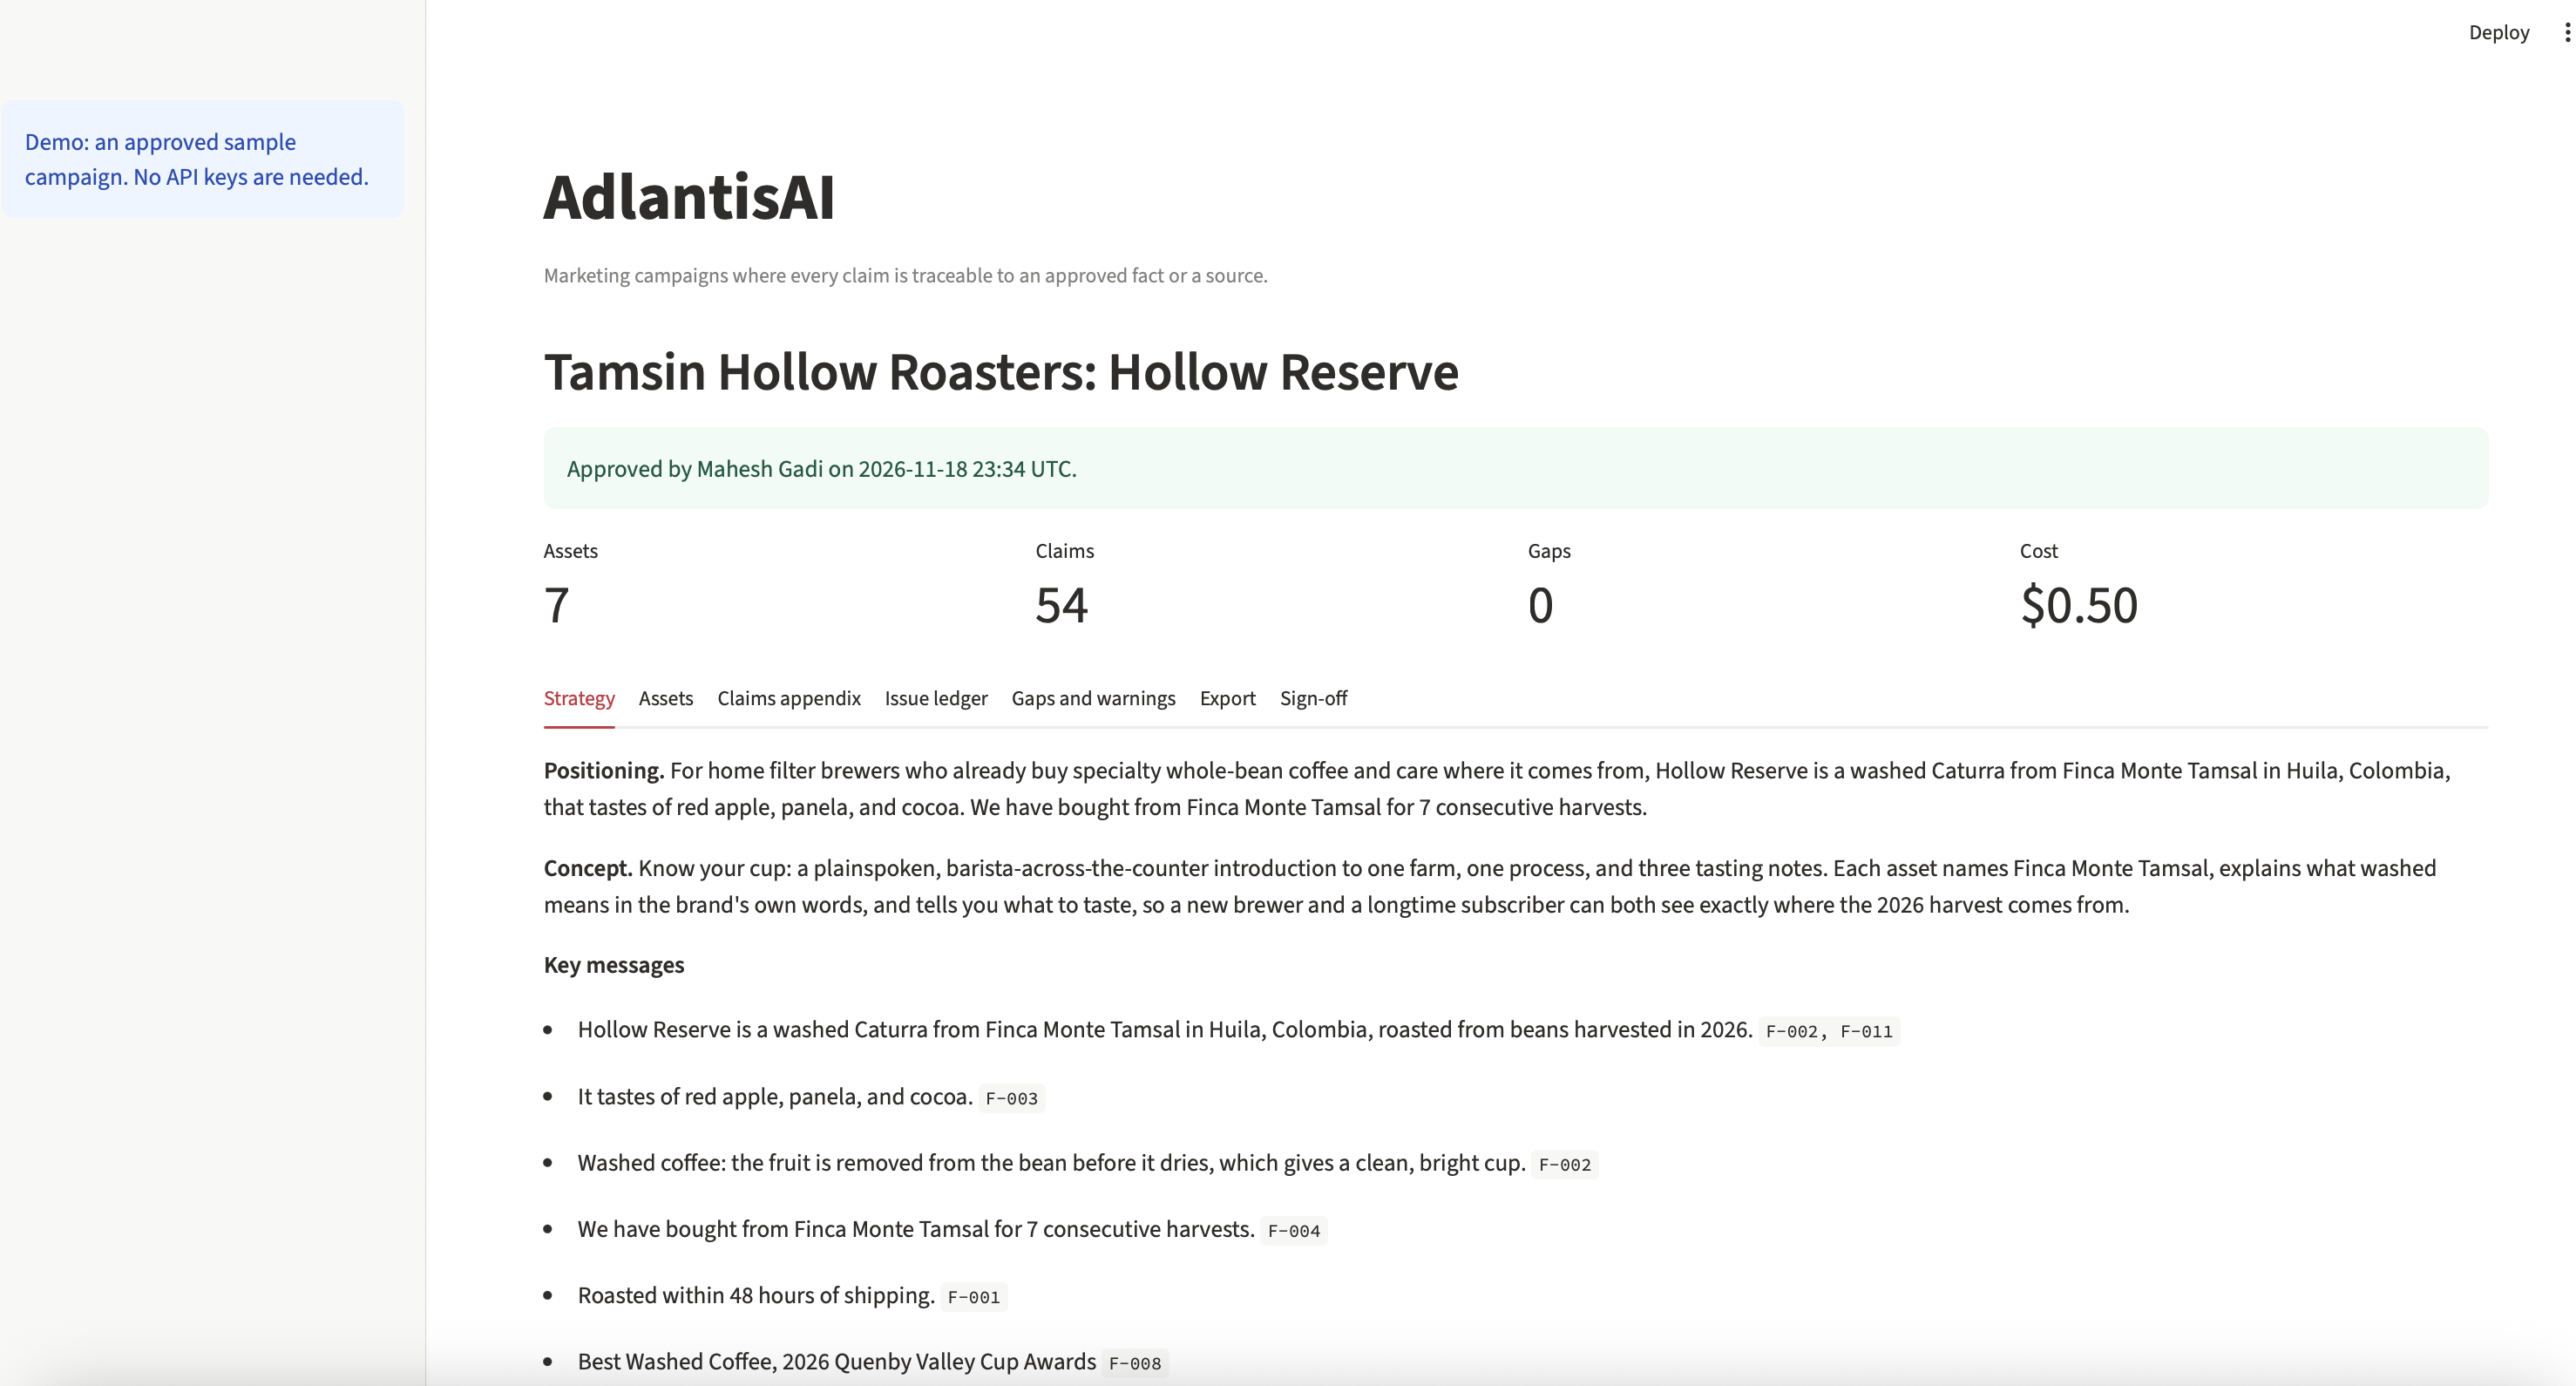 Deploy
Demo: an approved sample
campaign. No API keys are needed.
AdlantisAI
Marketing campaigns where every claim is traceable to an approved fact or a source.
Tamsin Hollow Roasters: Hollow Reserve
Approved by Mahesh Gadi on 2026-11-18 23:34 UTC.
Assets Claims Gaps Cost
7 54 0 $0.50
Strategy Assets Claims appendix Issue ledger Gaps and warnings Export Sign-off
Positioning. For home filter brewers who already buy specialty whole-bean coffee and care where it comes from, Hollow Reserve is a washed Caturra from Finca Monte Tamsal in Huila, Colombia,
that tastes of red apple, panela, and cocoa. We have bought from Finca Monte Tamsal for 7 consecutive harvests.
Concept. Know your cup: a plainspoken, barista-across-the-counter introduction to one farm, one process, and three tasting notes. Each asset names Finca Monte Tamsal, explains what washed
means in the brand's own words, and tells you what to taste, so a new brewer and a longtime subscriber can both see exactly where the 2026 harvest comes from.
Key messages
• Hollow Reserve is a washed Caturra from Finca Monte Tamsal in Huila, Colombia, roasted from beans harvested in 2026. F-002, F-011
• It tastes of red apple, panela, and cocoa. F-003
• Washed coffee: the fruit is removed from the bean before it dries, which gives a clean, bright cup. F-002
• We have bought from Finca Monte Tamsal for 7 consecutive harvests. F-004
• Roasted within 48 hours of shipping. F-001
• Best Washed Coffee, 2026 Quenby Valley Cup Awards F-008